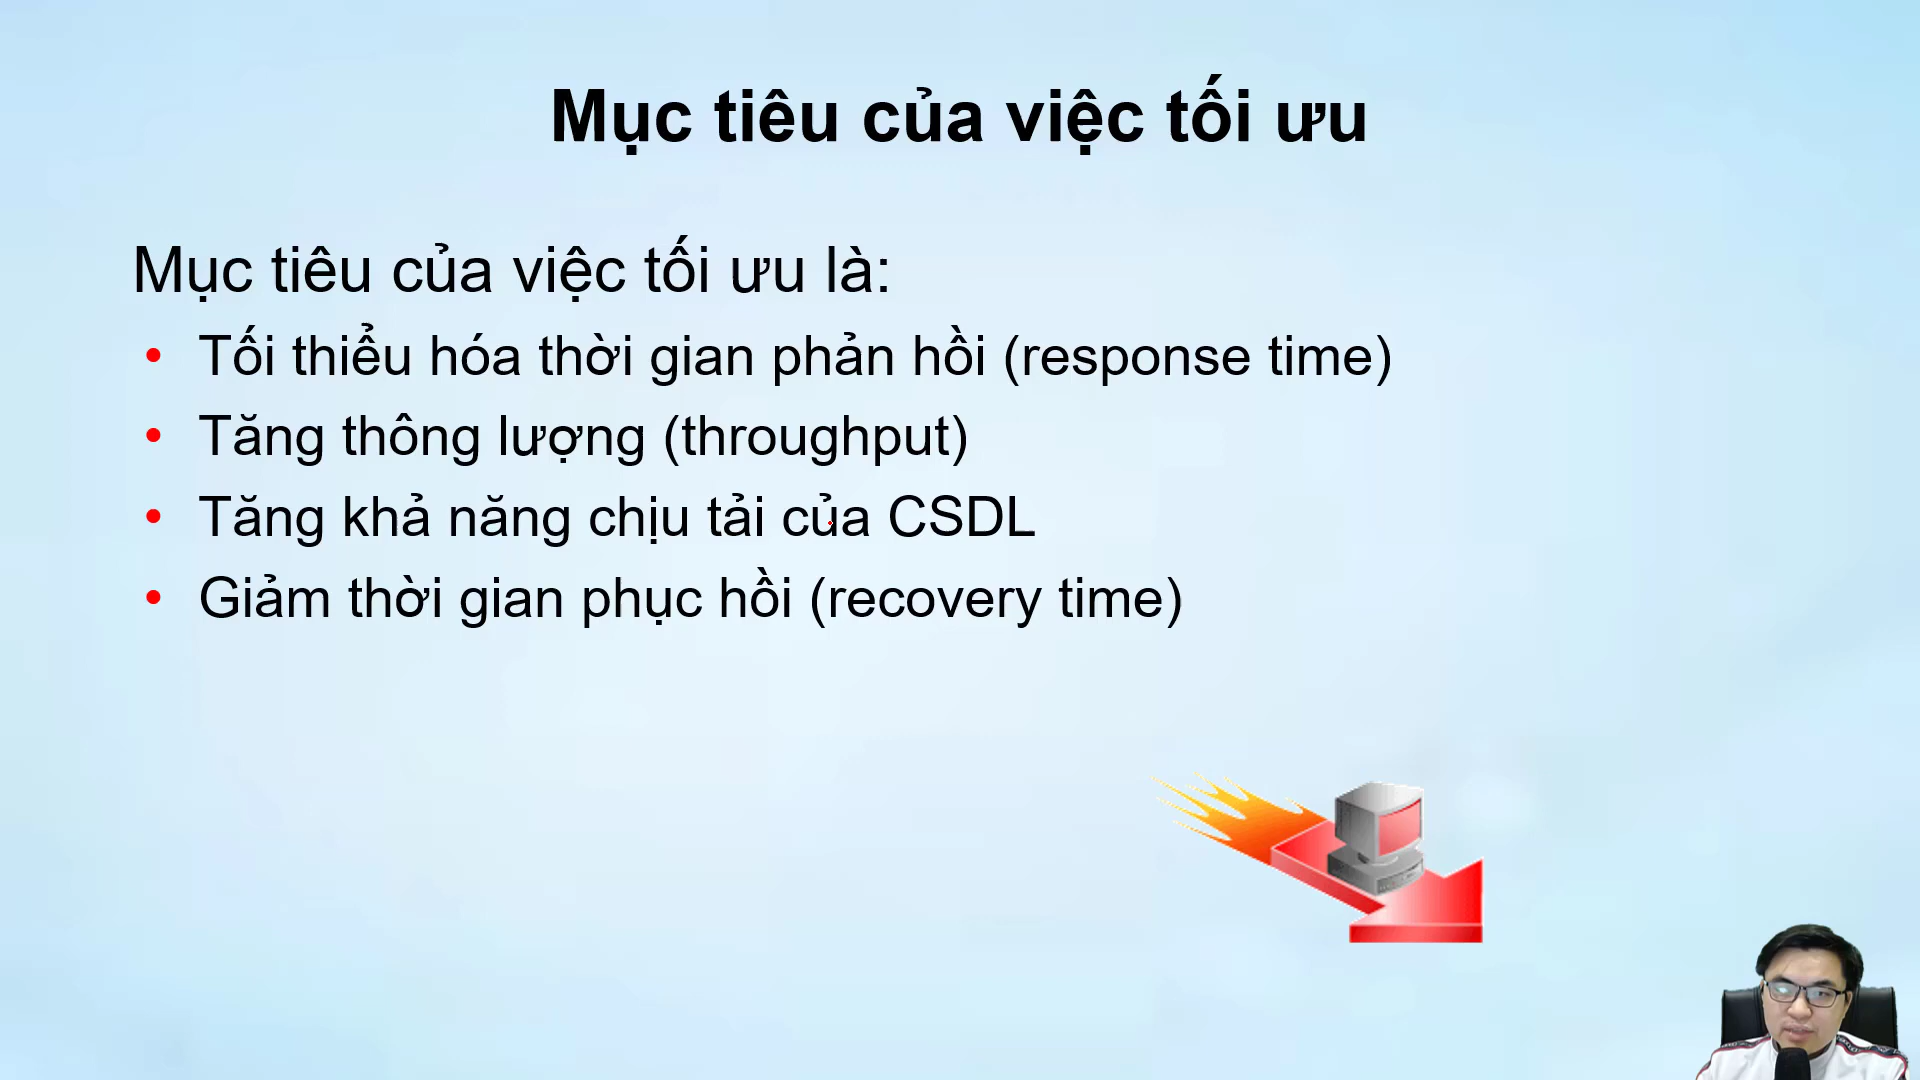 Mục tiêu của việc tối ưu
Mục tiêu của việc tối ưu là:
• Tối thiểu hóa thời gian phản hồi (response time)
• Tăng thông lượng (throughput)
• Tăng khả năng chịu tải của CSDL
• Giảm thời gian phục hồi (recovery time)